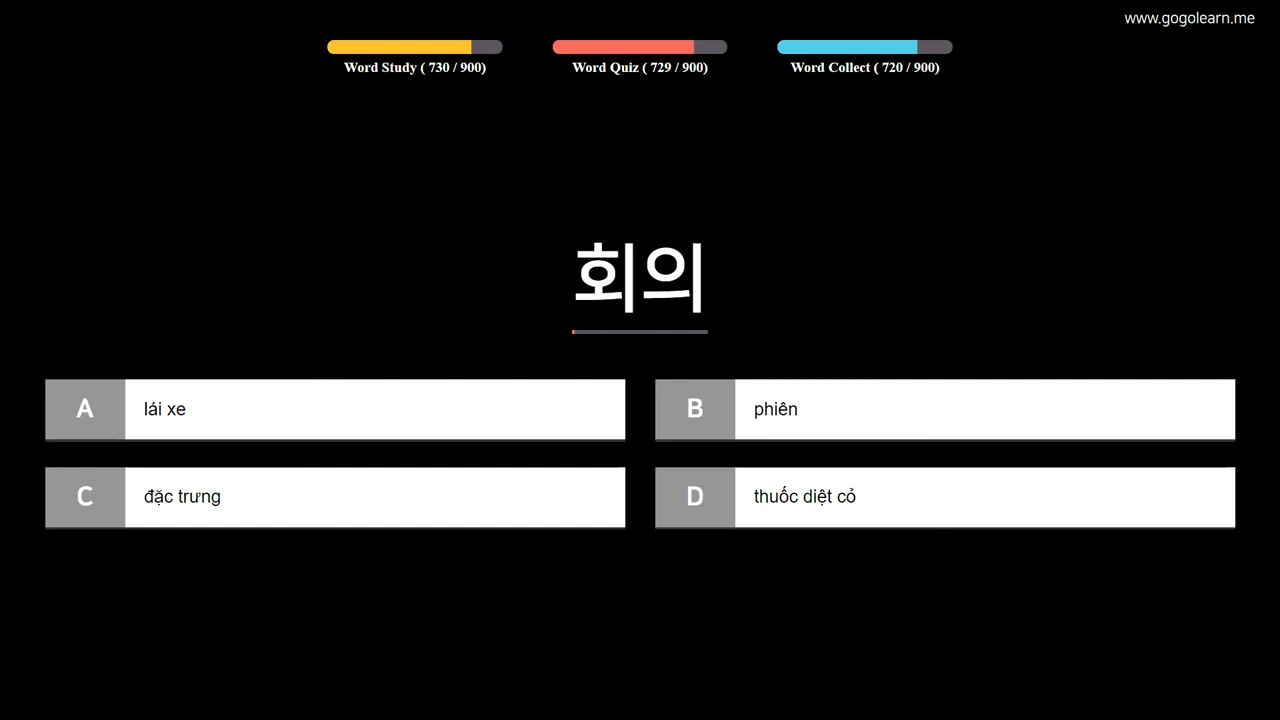 www.gogolearn.me
Word Study ( 730 / 900)
Word Quiz ( 729 / 900)
Word Collect ( 720 / 900)
회의
A lái xe
B phiên
C đặc trưng
D thuốc diệt cỏ